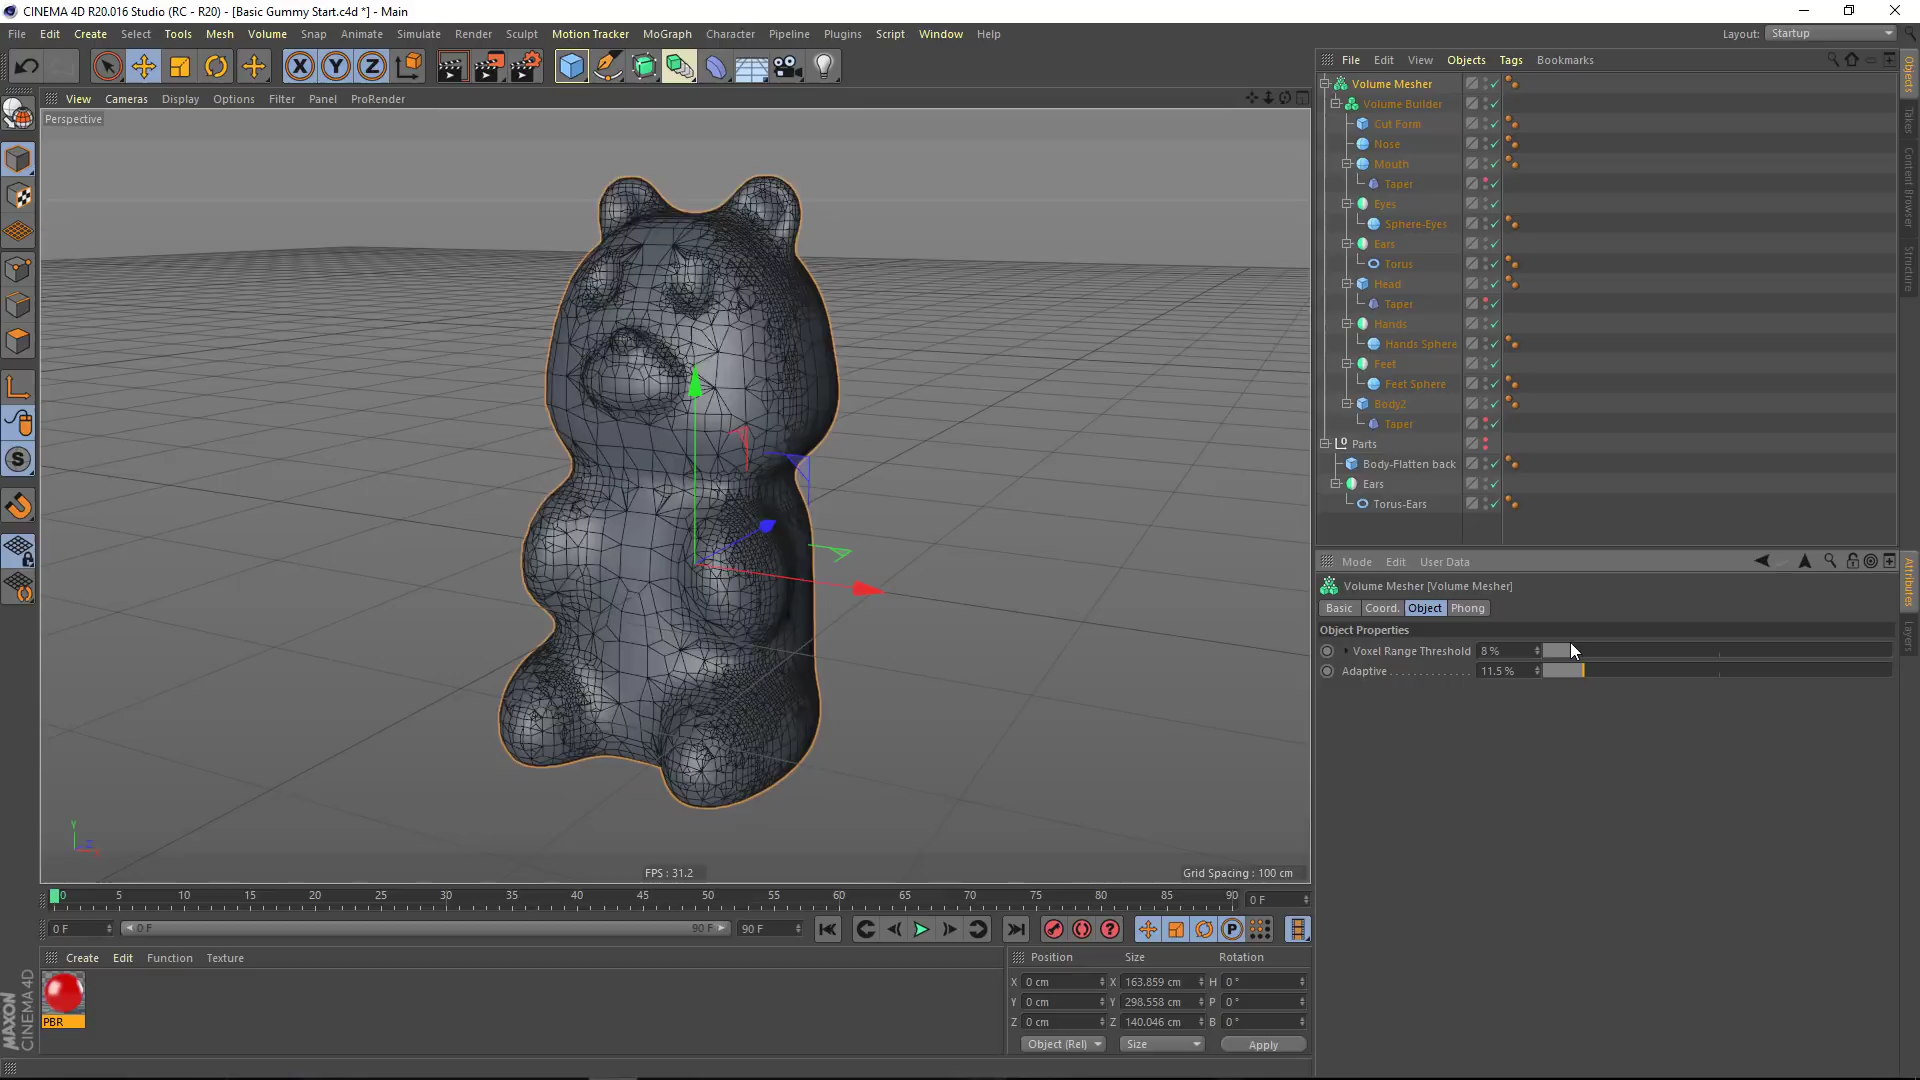 CINEMA 4D R20.016 Studio (RC - R20) - [Basic Gummy Start.c4d *] - Main
File Edit Create Select Tools Mesh Volume Snap Animate Simulate Render Sculpt Motion Tracker MoGraph Character Pipeline Plugins Script Window Help
Layout: Startup
X Y Z
File Edit View Objects Tags Bookmarks
View Cameras Display Options Filter Panel ProRender
Perspective
Volume Mesher
Volume Builder
Cut Form
Nose
Mouth
Taper
Eyes
Sphere-Eyes
Ears
Torus
Head
Taper
Hands
Hands Sphere
Feet
Feet Sphere
Body2
Taper
Parts
Body-Flatten back
Ears
Torus-Ears
Objects
Takes
Content Browser
Structure
Mode Edit User Data
Volume Mesher [Volume Mesher]
Basic Coord. Object Phong
Object Properties
Voxel Range Threshold 8 %
Adaptive . . . . . . . . . . . . . . 11.5 %
Attributes
Layers
S
Y
Z
FPS : 31.2
Grid Spacing : 100 cm
0 5 10 15 20 25 30 35 40 45 50 55 60 65 70 75 80 85 90 0 F
0 F 0 F 90 F 90 F
P
Create Edit Function Texture
PBR
Position Size Rotation
X 0 cm X 163.859 cm H 0 °
Y 0 cm Y 298.558 cm P 0 °
Z 0 cm Z 140.046 cm B 0 °
Object (Rel) Size Apply
MAXON CINEMA 4D